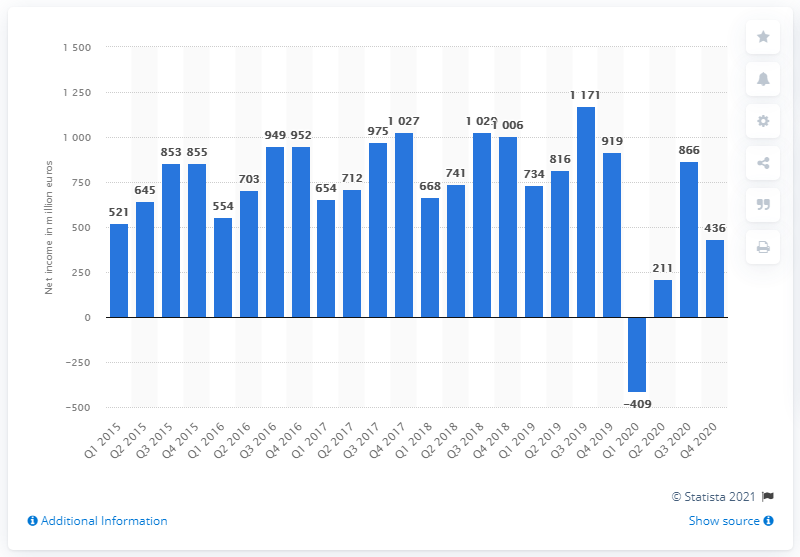 1 500
1 250
1 000
750
500
250
0
−250
−500
Net income in million euros
521
645
853
855
554
703
949
952
654
712
975
1 027
668
741
1 029
1 006
734
816
1 171
919
−409
211
866
436
Q1 2015
Q2 2015
Q3 2015
Q4 2015
Q1 2016
Q2 2016
Q3 2016
Q4 2016
Q1 2017
Q2 2017
Q3 2017
Q4 2017
Q1 2018
Q2 2018
Q3 2018
Q4 2018
Q1 2019
Q2 2019
Q3 2019
Q4 2019
Q1 2020
Q2 2020
Q3 2020
Q4 2020
© Statista 2021
Additional Information
Show source